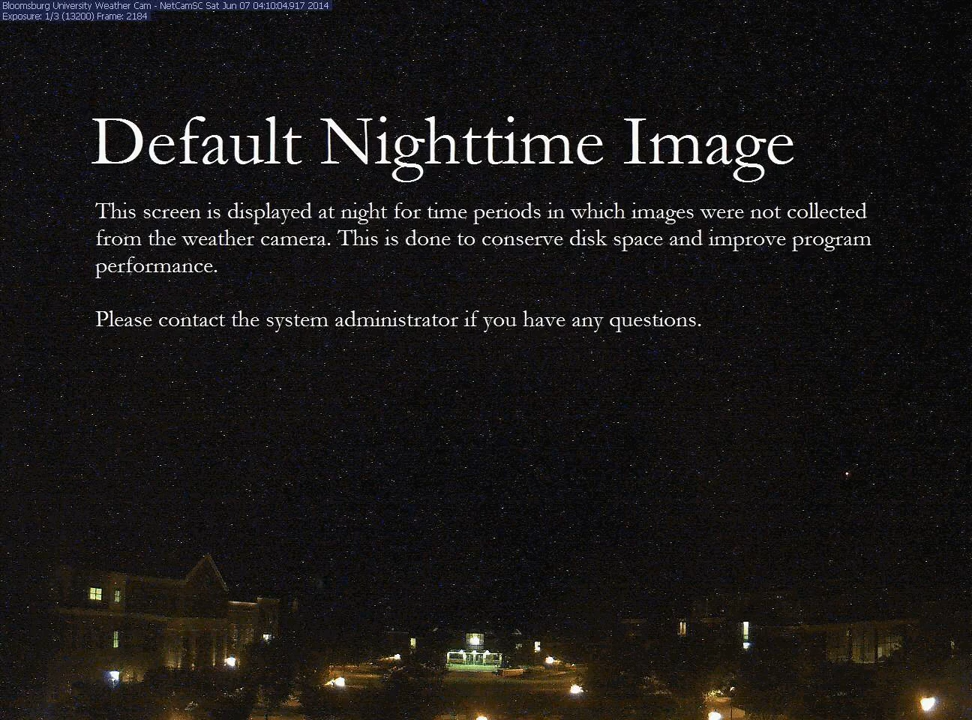 Bloomsburg University Weather Cam - NetCamSC Sat Jun 07 04:10:04.917 2014
Exposure: 1/3 (13200) Frame: 2184
Default Nighttime Image
This screen is displayed at night for time periods in which images were not collected
from the weather camera. This is done to conserve disk space and improve program
performance.
Please contact the system administrator if you have any questions.